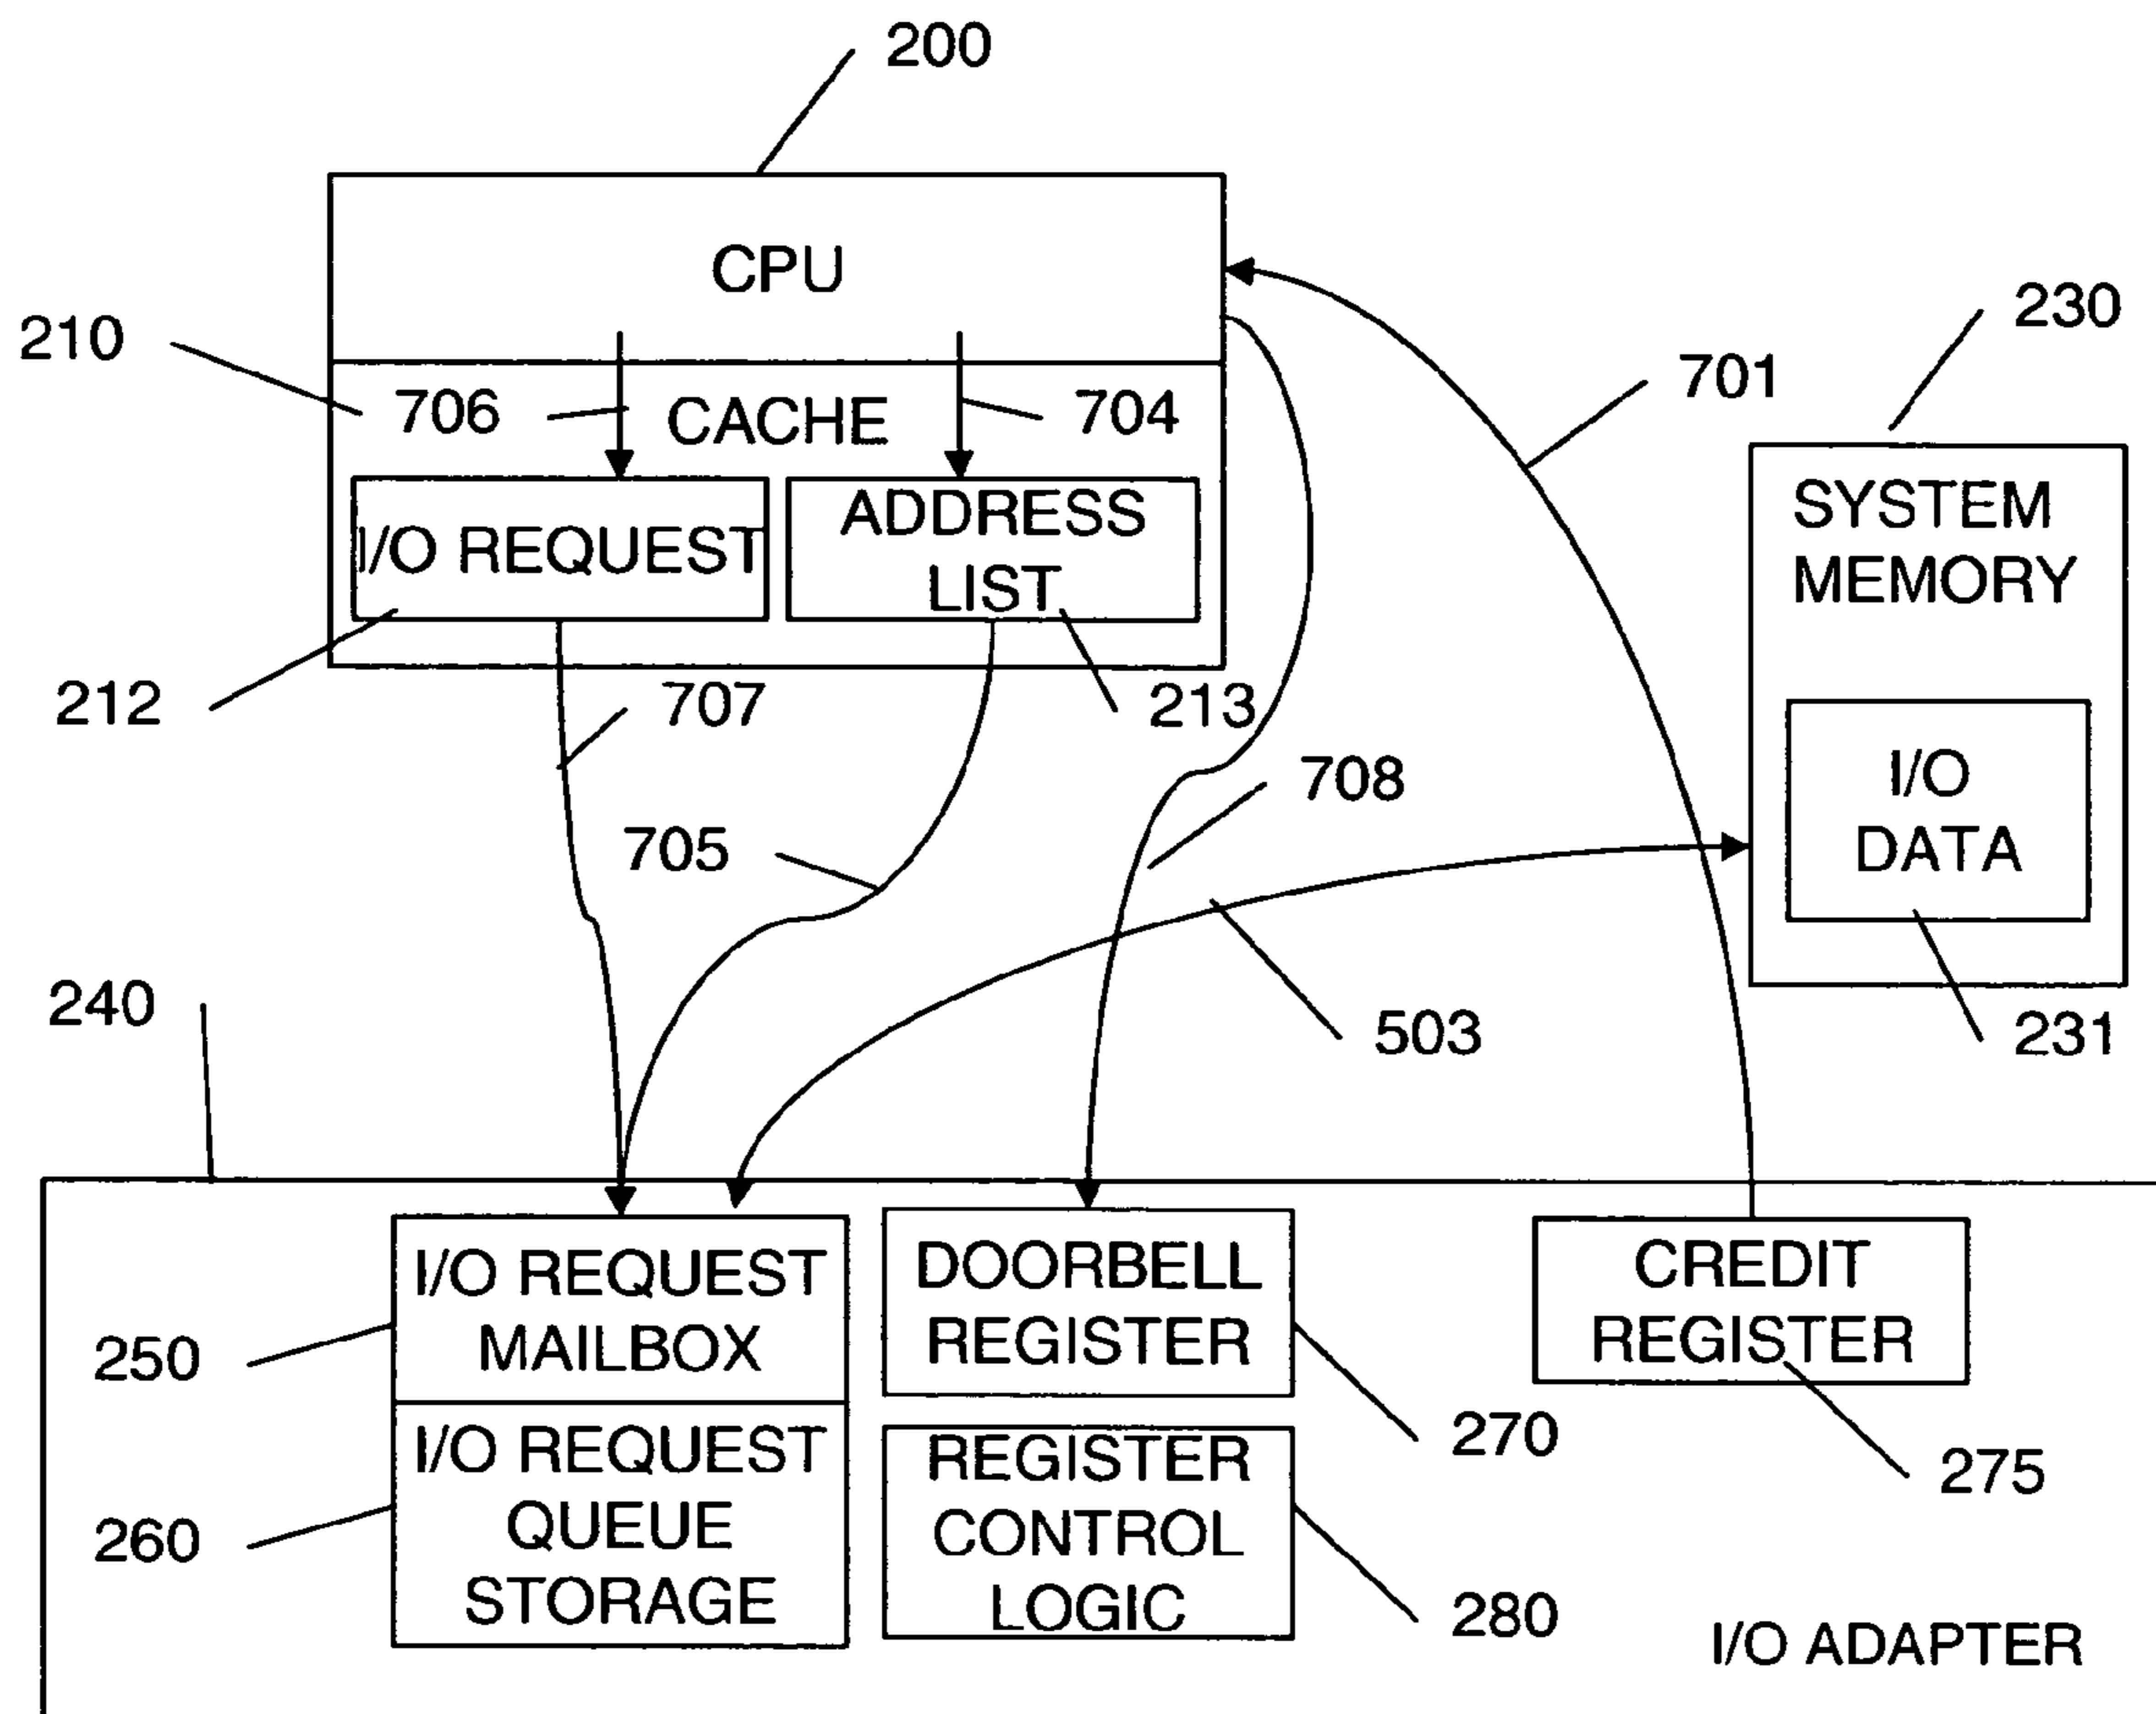 200
CPU
210
230
701
706
CACHE
704
SYSTEM
MEMORY
I/O REQUEST
ADDRESS
LIST
212
707
213
708
I/O
DATA
705
240
503
231
I/O REQUEST
MAILBOX
DOORBELL
REGISTER
CREDIT
REGISTER
250
270
275
I/O REQUEST
QUEUE
STORAGE
REGISTER
CONTROL
LOGIC
260
280
I/O ADAPTER